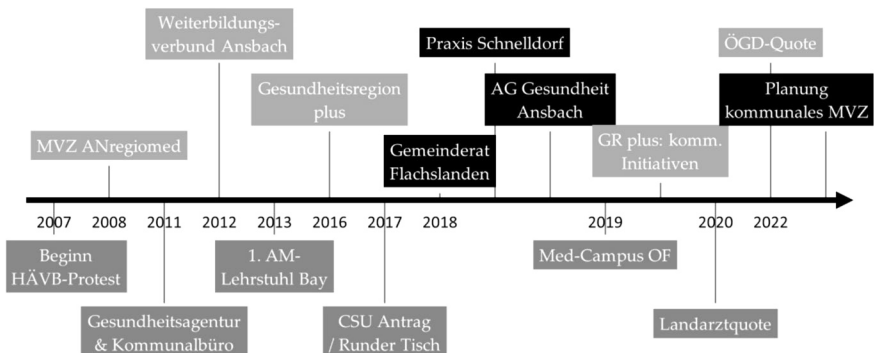 Weiterbildungs-
verbund Ansbach
Praxis Schnelldorf
ÖGD-Quote
Gesundheitsregion
plus
AG Gesundheit
Ansbach
Planung
kommunales MVZ
MVZ ANregiomed
Gemeinderat
Flachslanden
GR plus: komm.
Initiativen
2007 2008 2011 2012 2013 2016 2017 2018 2019 2020 2022
Beginn
HÄVB-Protest
1. AM-
Lehrstuhl Bay
Med-Campus OF
Gesundheitsagentur
& Kommunalbüro
CSU Antrag
/ Runder Tisch
Landarztquote